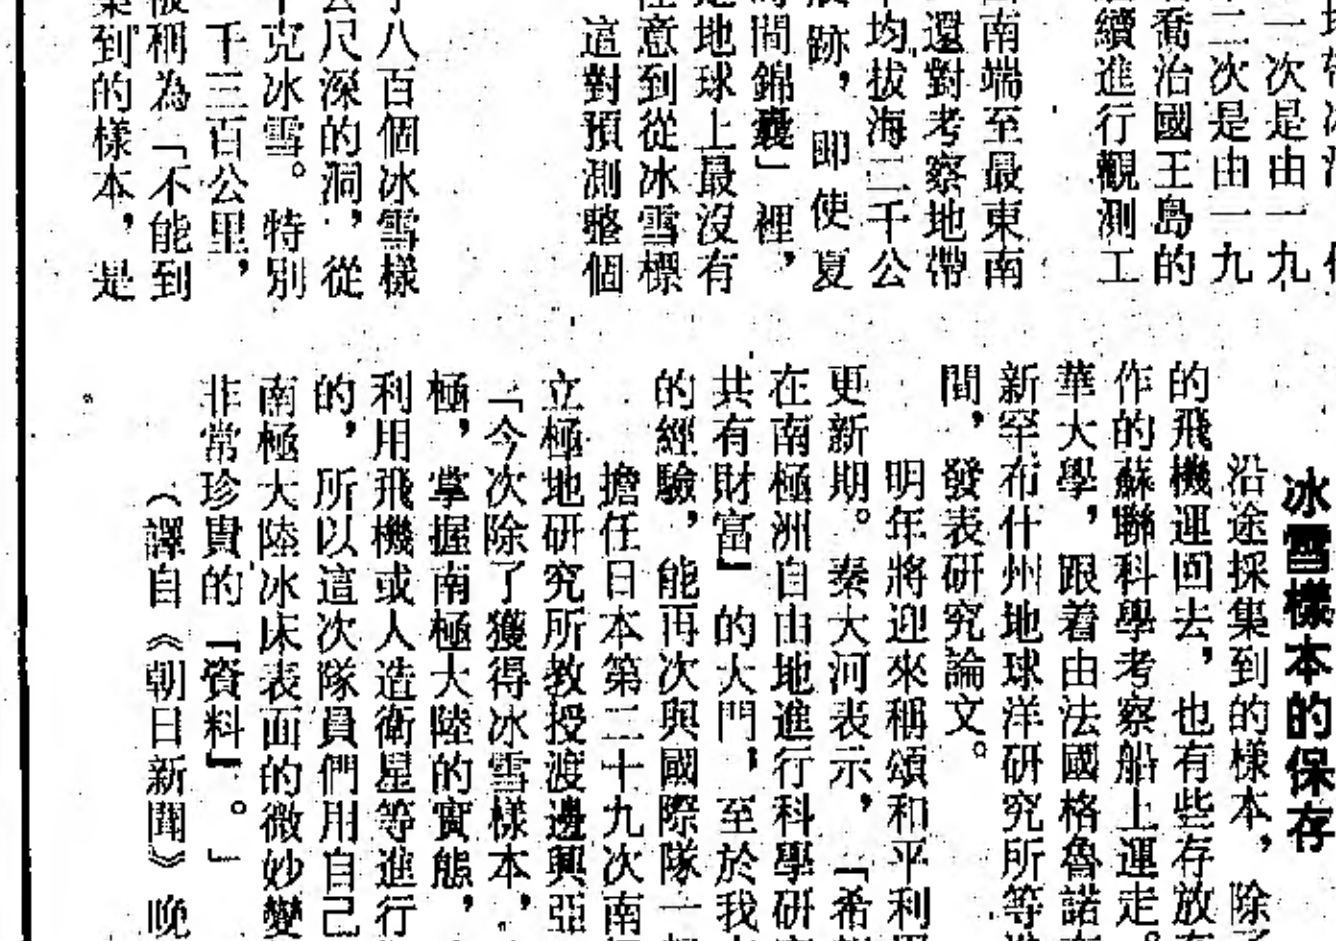 一次是由一九
二次是由一九
喬治國王島的
續進行觀測工
南端至最東南
還對考察地帶
均拔海三千公
跡，即使夏
間錦囊」裡，
地球上最沒有
意到從冰雪標
這對預測整個
八百個冰雪樣
尺深的洞，從
克冰雪。特別
千三百公里，
稱為「不能到
到的樣本，是
冰雪樣本的保存
沿途採集到的樣本，除
的飛機運回去，也有些存放
作的蘇聯科學考察船上運走。
華大學，跟着由法國格魯諾
新罕布什州地球洋研究所等
間，發表研究論文。
明年將迎來稱頌和平利
更新期。秦大河表示，「希
在南極洲自由地進行科學研
共有財富』的大門，至於我
的經驗，能再次與國際隊一
擔任日本第二十九次南
立極地研究所教授渡邊興亞
「今次除了獲得冰雪樣本，
極，掌握南極大陸的實態，
利用飛機或人造衛星等進行
的，所以這次隊員們用自己
南極大陸冰床表面的微妙變
非常珍貴的『資料』。」
（譯自《朝日新聞》晚